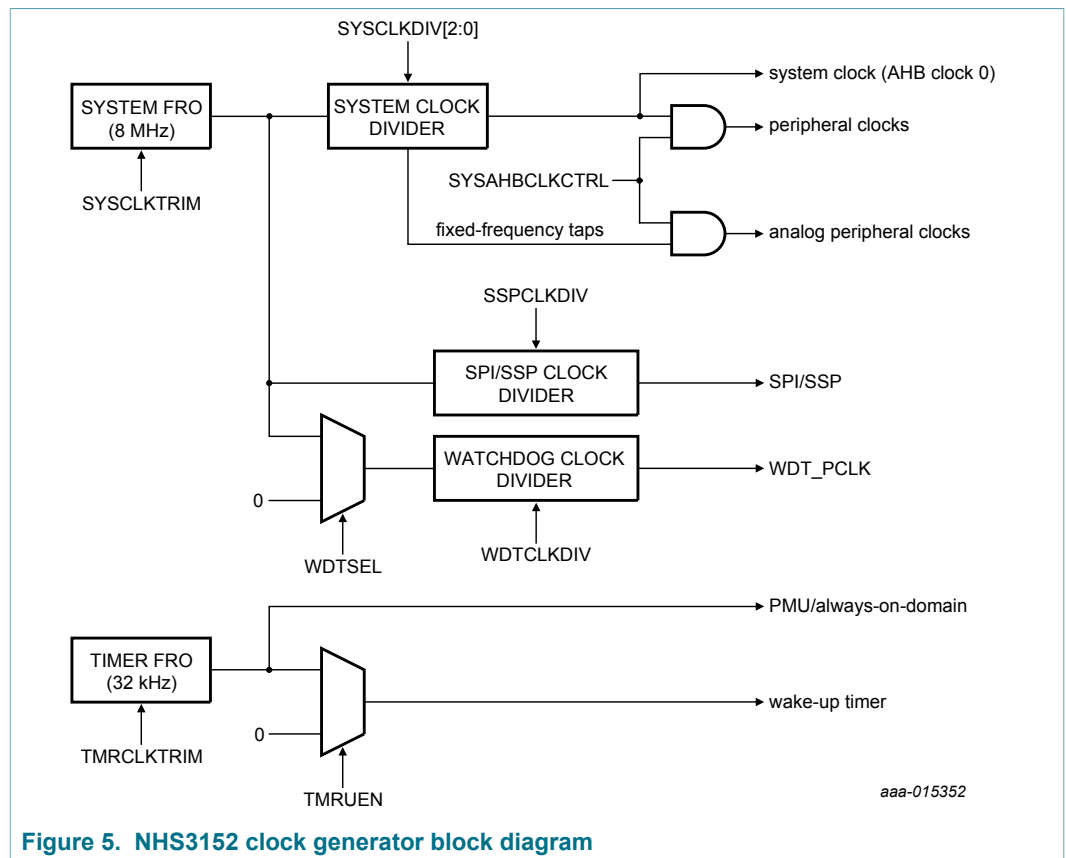 SYSCLKDIV[2:0]
SYSTEM FRO
(8 MHz)
SYSTEM CLOCK
DIVIDER
system clock (AHB clock 0)
peripheral clocks
SYSCLKTRIM
SYSAHBCLKCTRL
fixed-frequency taps
analog peripheral clocks
SSPCLKDIV
SPI/SSP CLOCK
DIVIDER
SPI/SSP
WATCHDOG CLOCK
DIVIDER
WDT_PCLK
0
WDTSEL
WDTCLKDIV
PMU/always-on-domain
TIMER FRO
(32 kHz)
wake-up timer
0
TMRCLKTRIM
TMRUEN
aaa-015352
Figure 5. NHS3152 clock generator block diagram